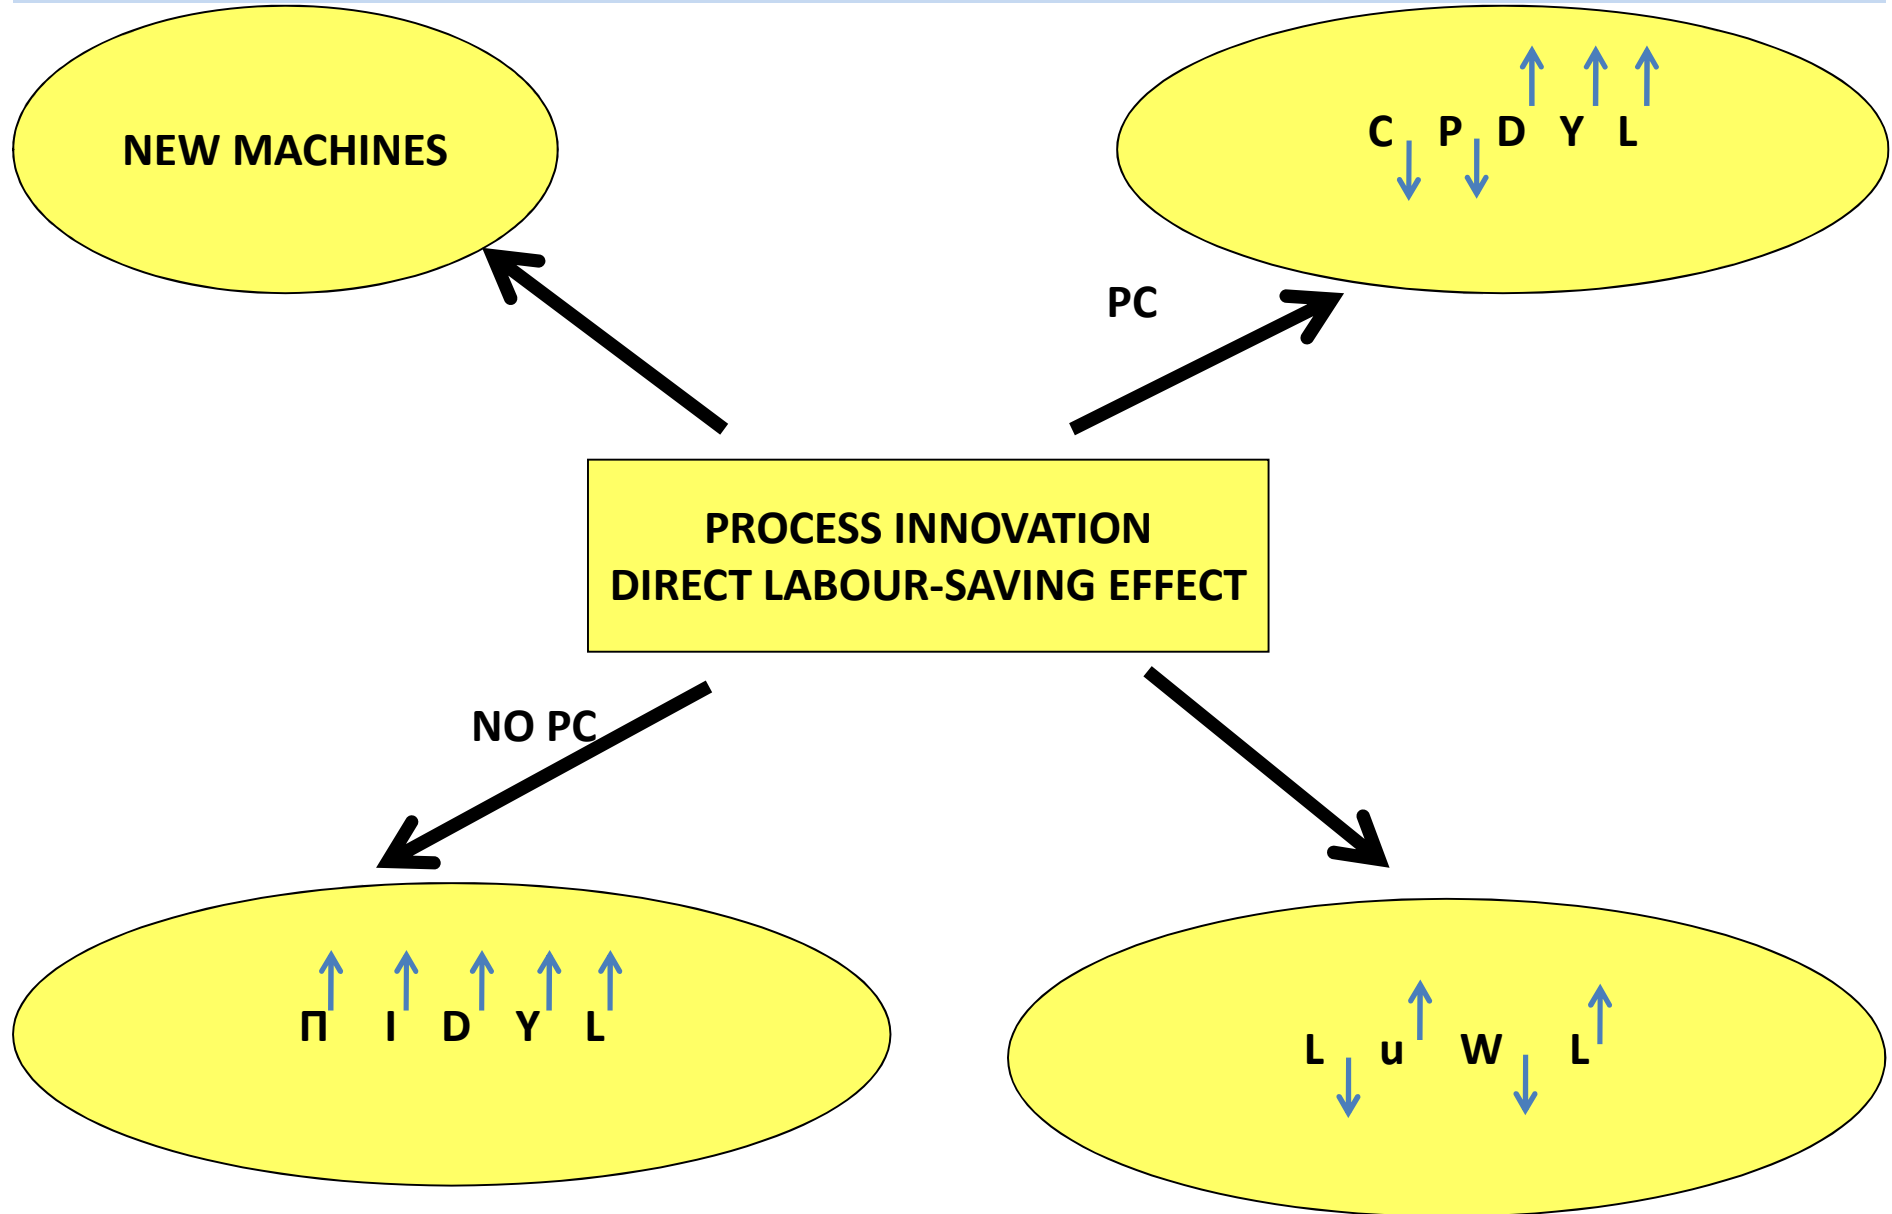 NEW MACHINES
C P D Y L
PC
PROCESS INNOVATION
DIRECT LABOUR-SAVING EFFECT
NO PC
Π I D Y L
L u W L